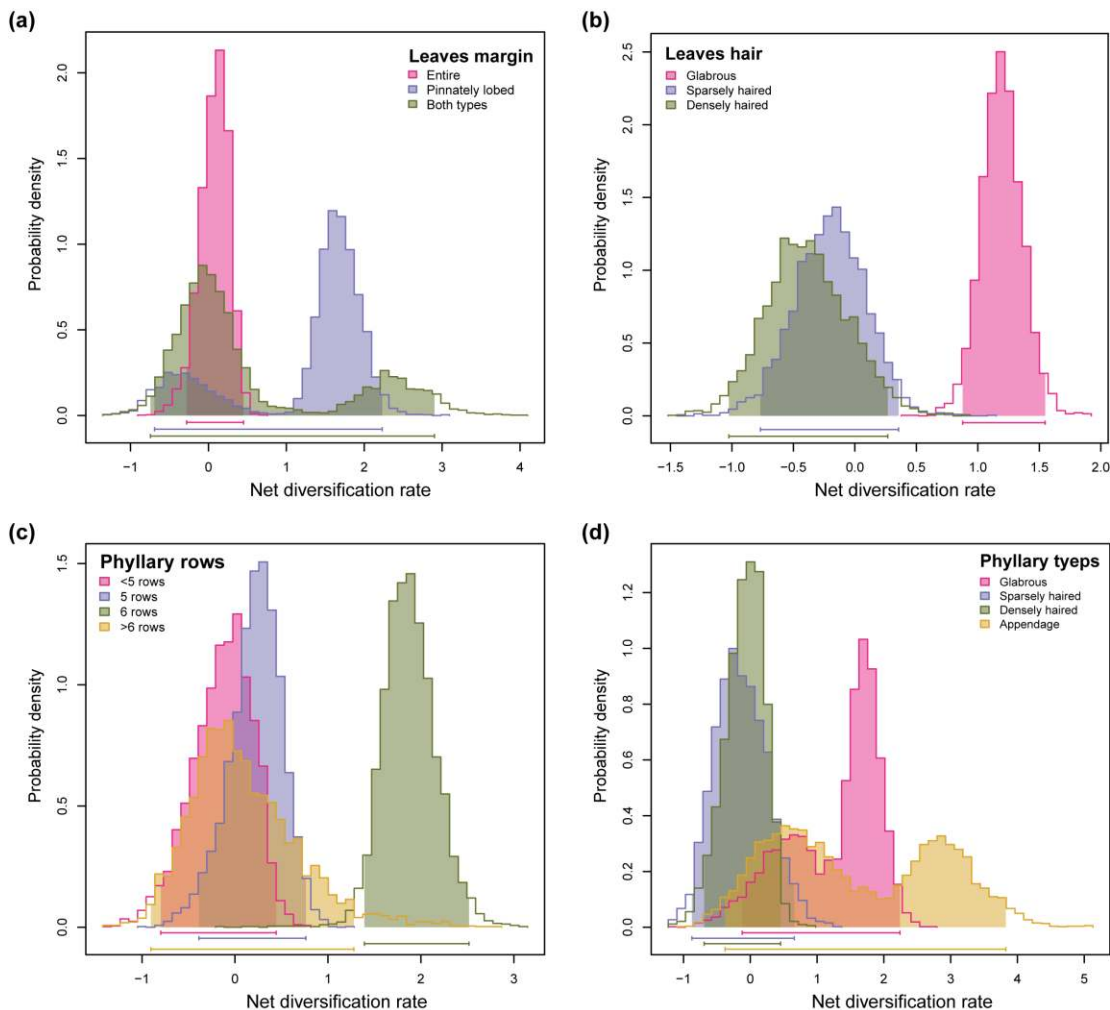 (a)
Leaves margin
Entire
Pinnately lobed
Both types
Probability density
0.0
0.5
1.0
1.5
2.0
−1
0
1
2
3
4
Net diversification rate
(b)
Leaves hair
Glabrous
Sparsely haired
Densely haired
Probability density
0.0
0.5
1.0
1.5
2.0
2.5
−1.5
−1.0
−0.5
0.0
0.5
1.0
1.5
2.0
Net diversification rate
(c)
Phyllary rows
<5 rows
5 rows
6 rows
>6 rows
Probability density
0.0
0.5
1.0
1.5
−1
0
1
2
3
Net diversification rate
(d)
Phyllary tyeps
Glabrous
Sparsely haired
Densely haired
Appendage
Probability density
0.0
0.2
0.4
0.6
0.8
1.0
1.2
−1
0
1
2
3
4
5
Net diversification rate